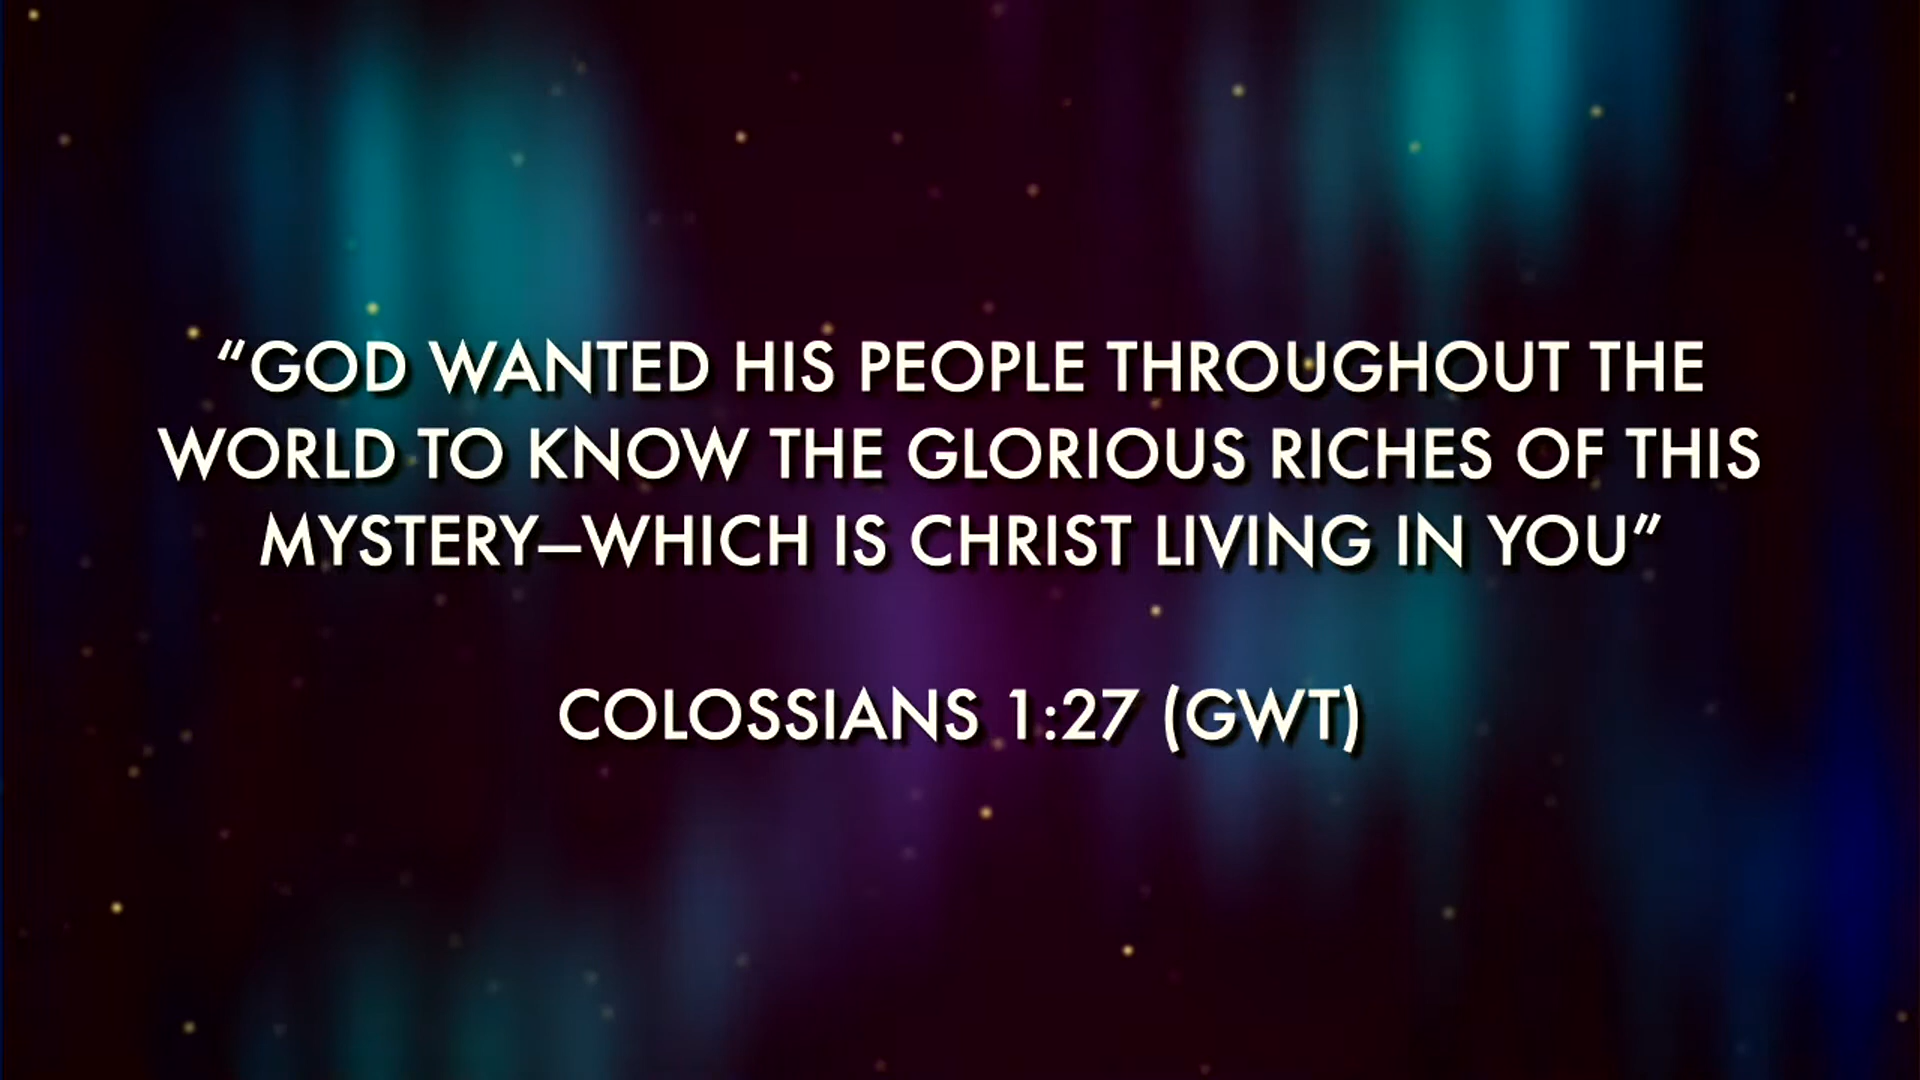 “GOD WANTED HIS PEOPLE THROUGHOUT THE
WORLD TO KNOW THE GLORIOUS RICHES OF THIS
MYSTERY—WHICH IS CHRIST LIVING IN YOU”
COLOSSIANS 1:27 (GWT)